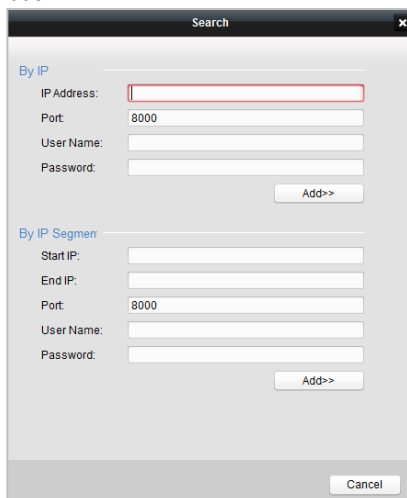 Search
By IP
IP Address:
Port: 8000
User Name:
Password:
Add>>
By IP Segmen
Start IP:
End IP:
Port: 8000
User Name:
Password:
Add>>
Cancel